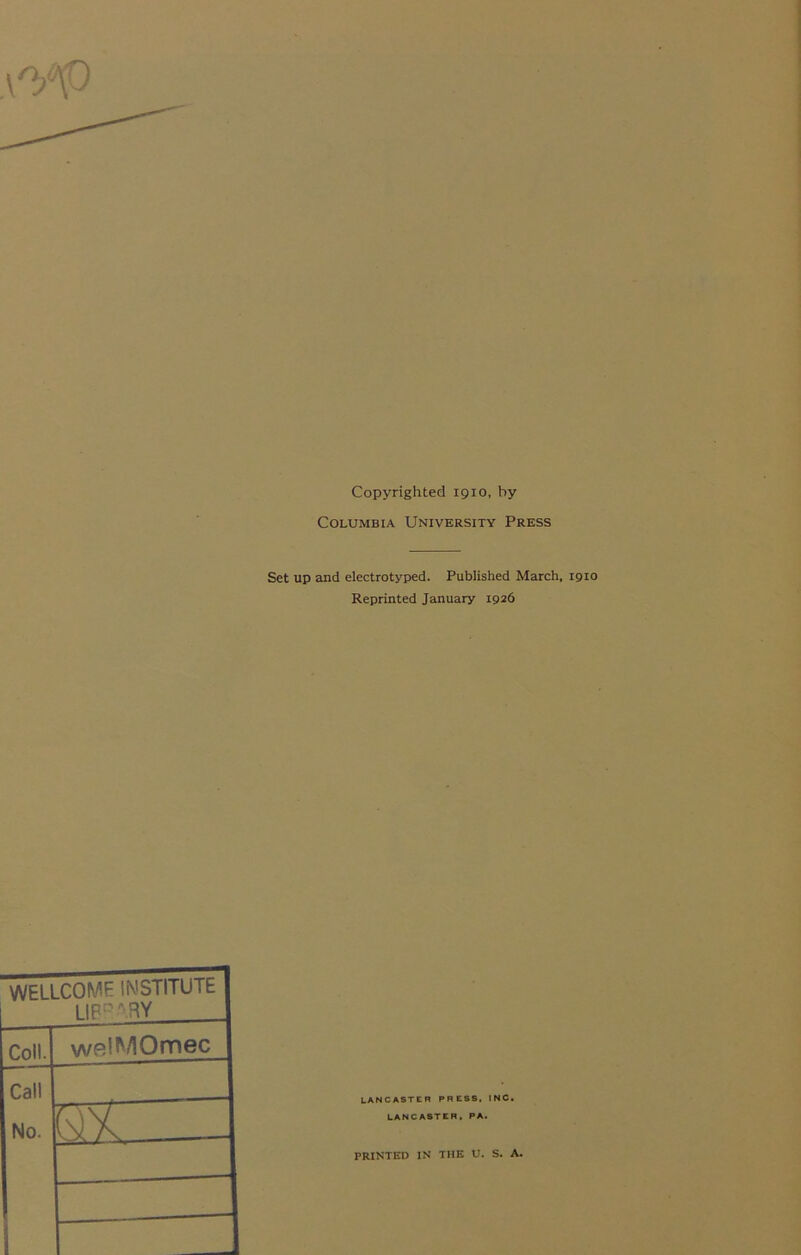 Copyrighted 1910, by
COLUMBIA UNIVERSITY PRESS
Set up and electrotyped. Published March, 1910
Reprinted January 1926
WELLCOME INSTITUTE
LIBRARY
Coll. welMOmec
Call
No. QX
LANCASTER PRESS, INC.
LANCASTER, PA.
PRINTED IN THE U. S. A.